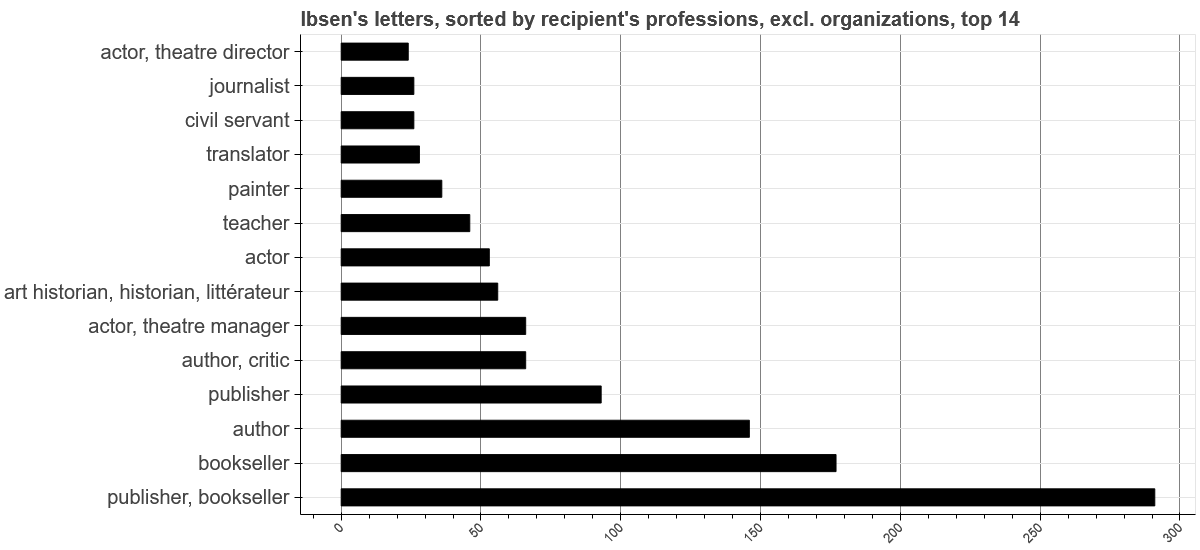 Ibsen's letters, sorted by recipient's professions, excl. organizations, top 14
actor, theatre director
journalist
civil servant
translator
painter
teacher
actor
art historian, historian, littérateur
actor, theatre manager
author, critic
publisher
author
bookseller
publisher, bookseller
0 50 100 150 200 250 300